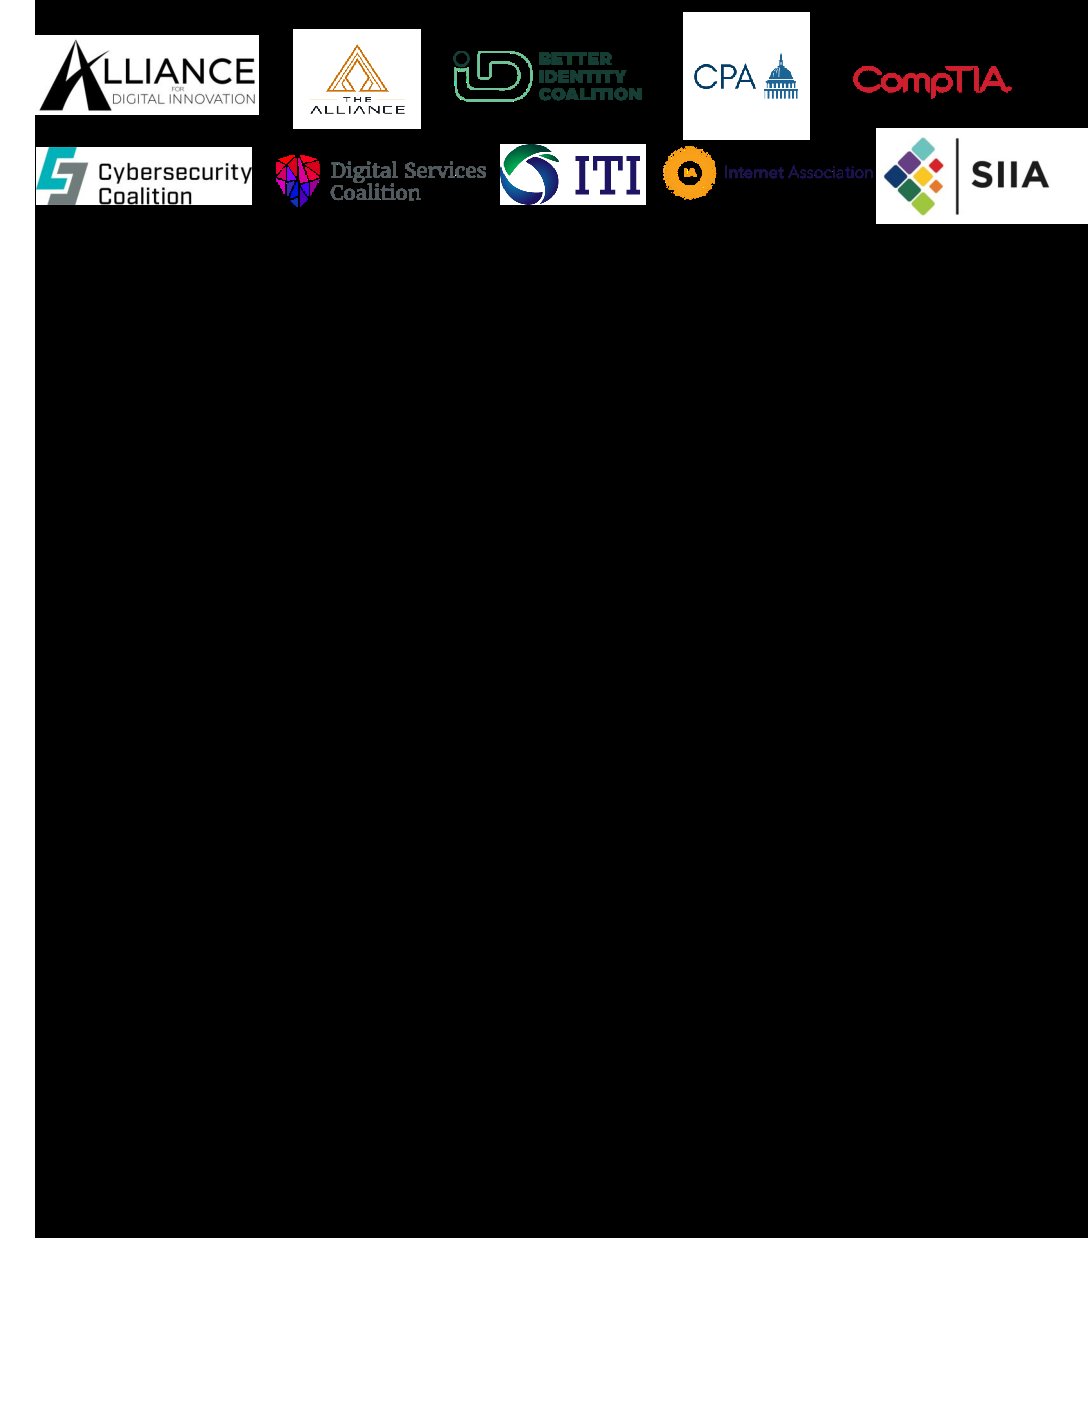 ALLIANCE
FOR
DIGITAL INNOVATION
THE
ALLIANCE
BETTER
IDENTITY
COALITION
CPA
CompTIA.
Cybersecurity
Coalition
Digital Services
Coalition
ITI
IA
Internet Association
SIIA